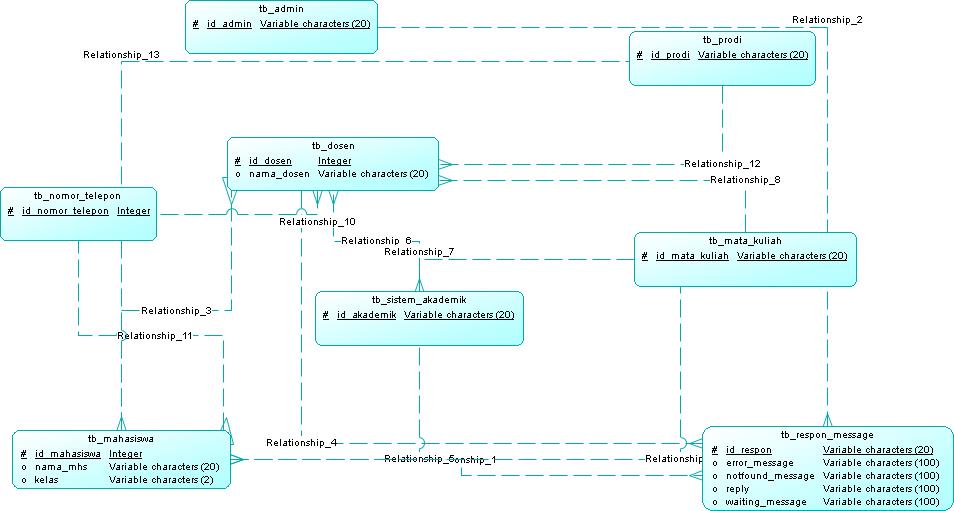 tb_admin
# id_admin Variable characters (20)
Relationship_2
tb_prodi
# id_prodi Variable characters (20)
Relationship_13
tb_dosen
# id_dosen Integer
o nama_dosen Variable characters (20)
Relationship_12
Relationship_8
tb_nomor_telepon
# id_nomor_telepon Integer
Relationship_10
Relationship_6
Relationship_7
tb_mata_kuliah
# id_mata_kuliah Variable characters (20)
tb_sistem_akademik
# id_akademik Variable characters (20)
Relationship_3
Relationship_11
tb_mahasiswa
# id_mahasiswa Integer
o nama_mhs Variable characters (20)
o kelas Variable characters (2)
Relationship_4
Relationship_5
onship_1
Relationship
tb_respon_message
# id_respon Variable characters (20)
o error_message Variable characters (100)
o notfound_message Variable characters (100)
o reply Variable characters (100)
o waiting_message Variable characters (100)